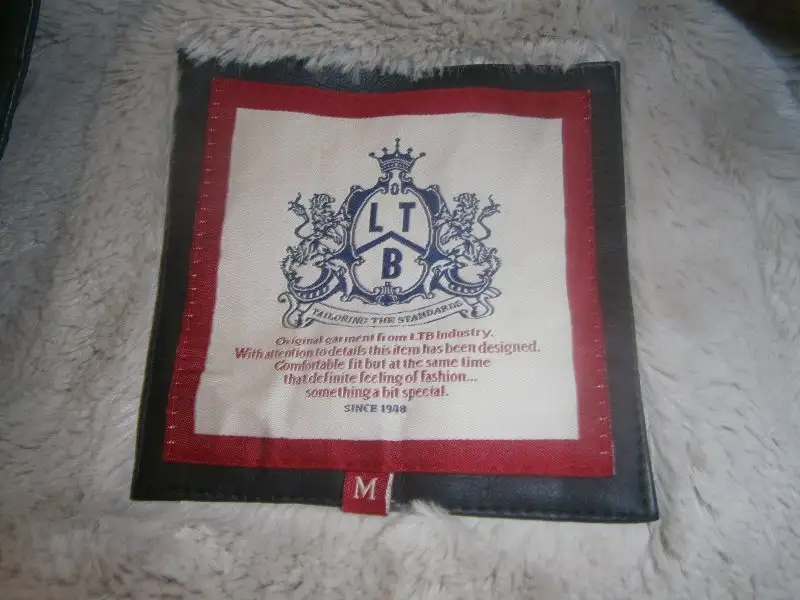 L T
B
TAILORING THE STANDARDS
Original garment from LTB Industry.
With attention to details this item has been designed.
Comfortable fit but at the same time
that definite feeling of fashion...
something a bit special.
SINCE 1948
M